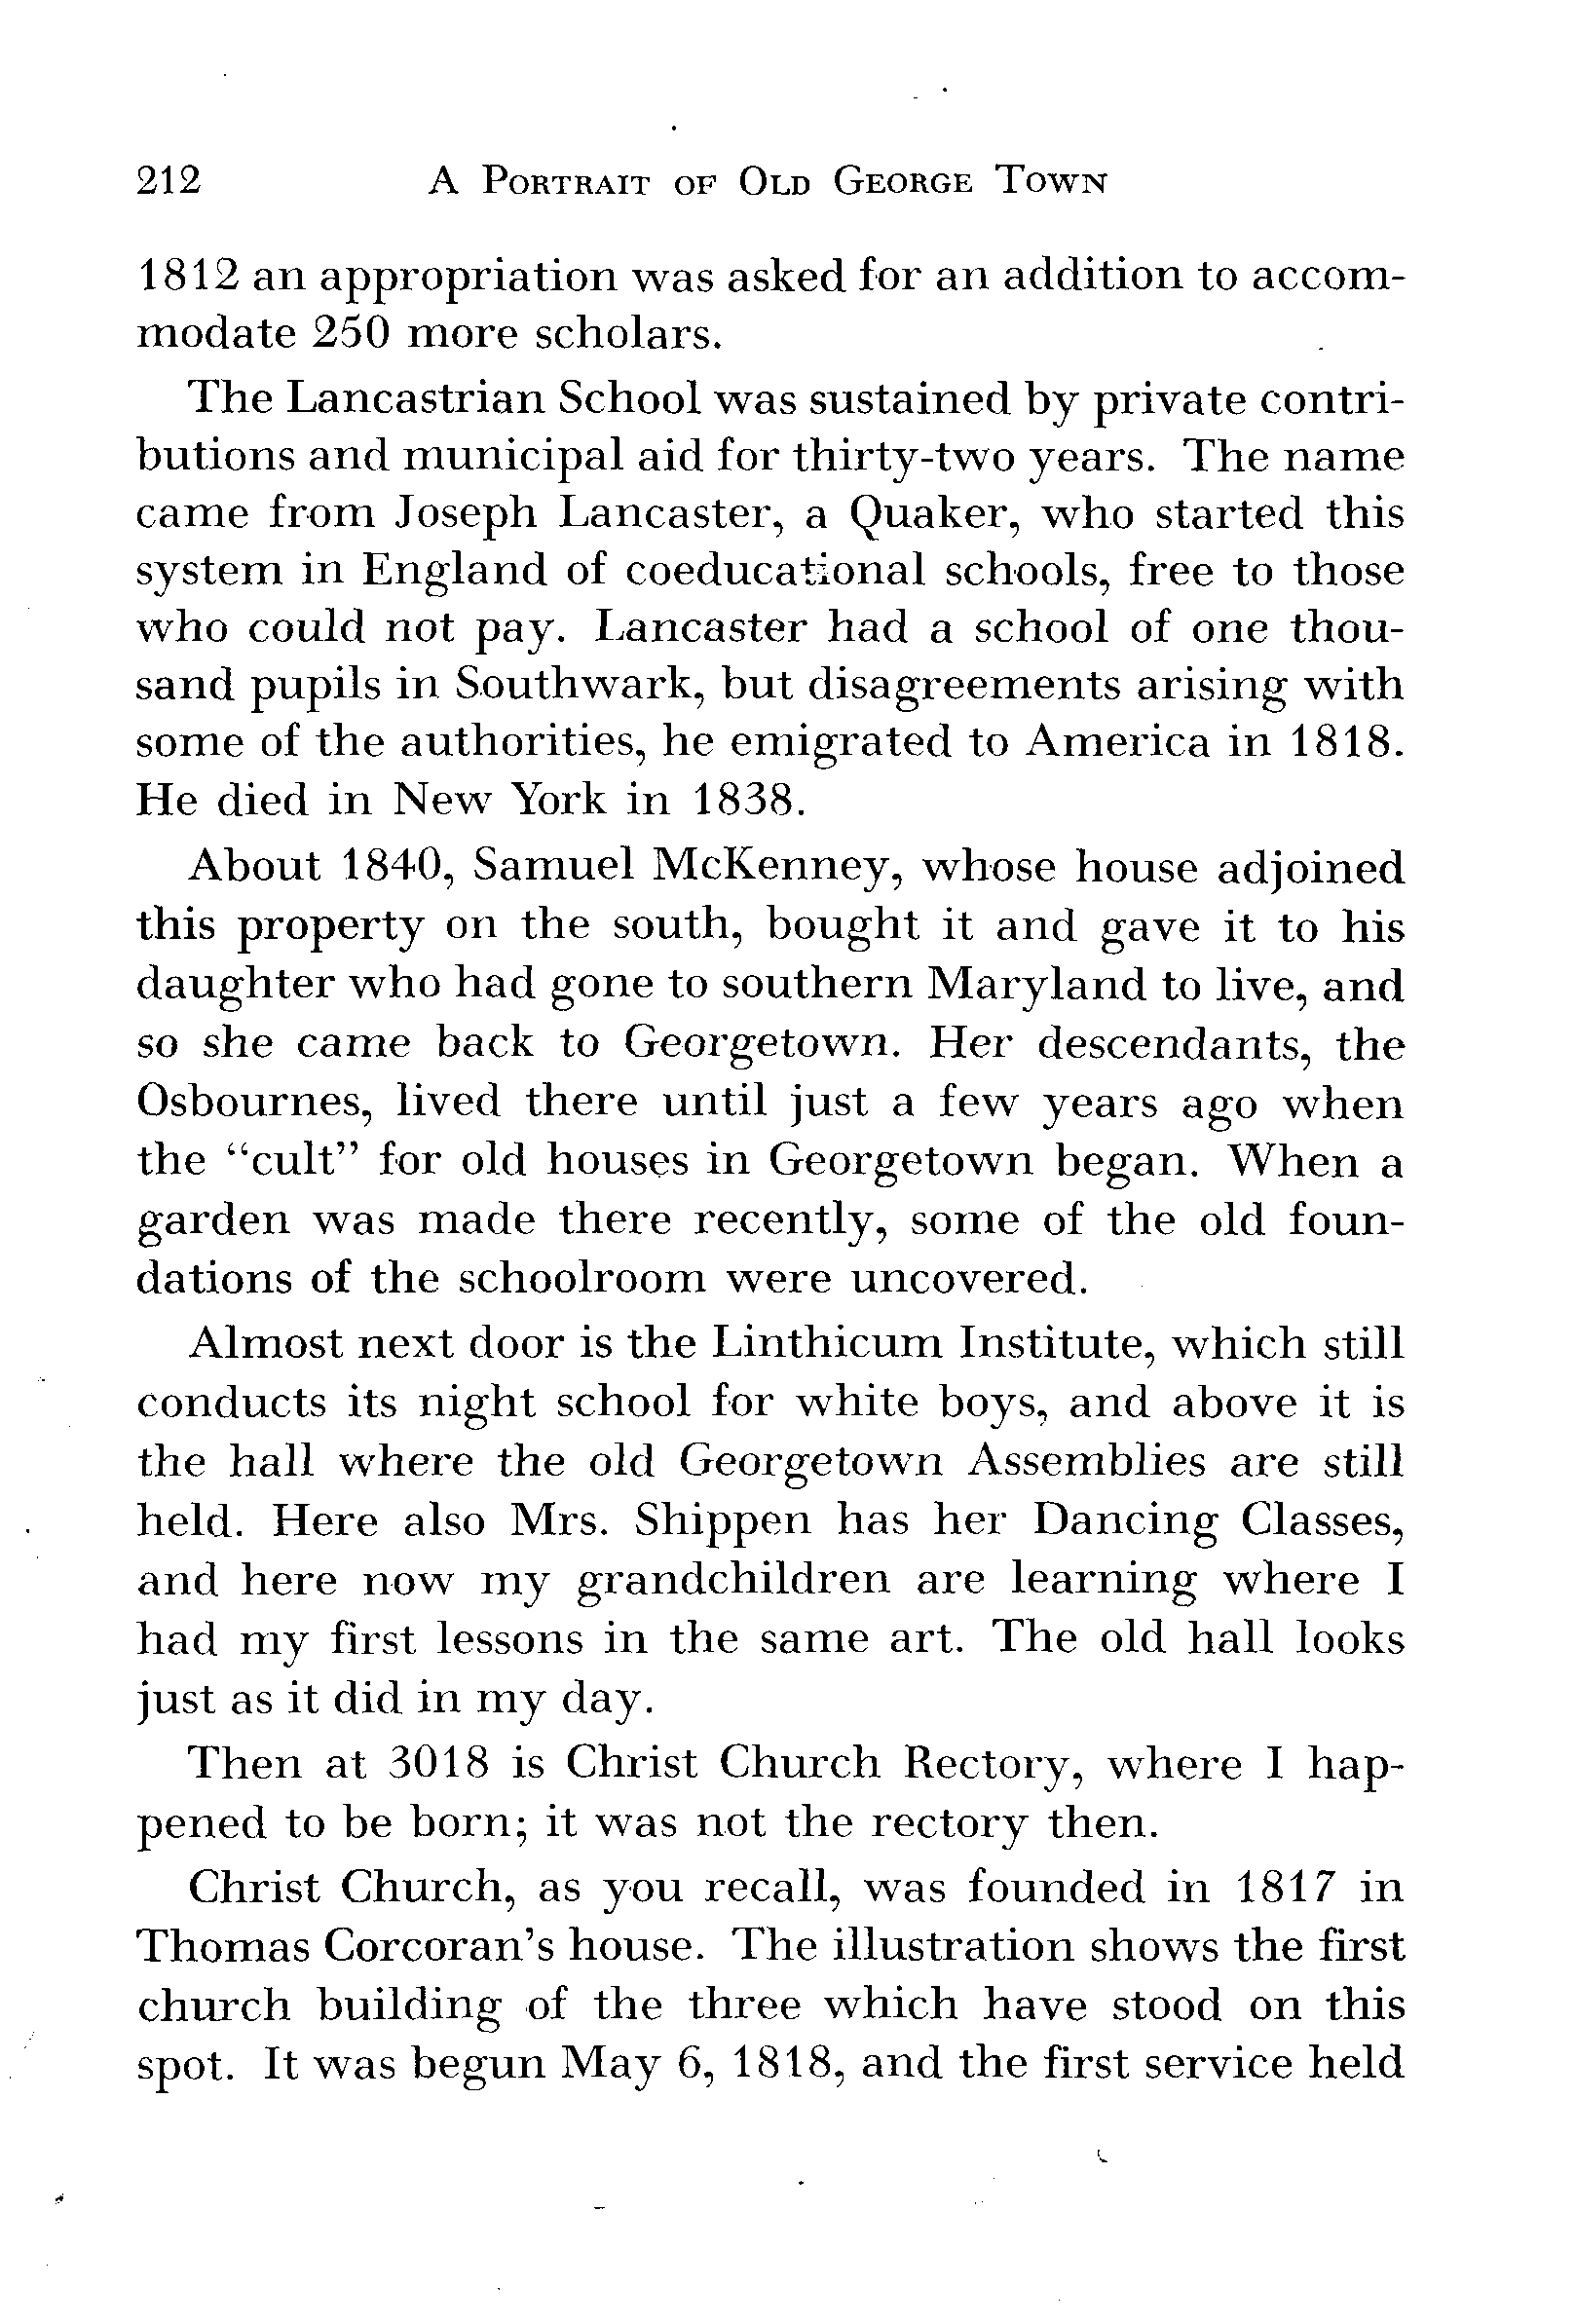 212 A PORTRAIT OF OLD GEORGE TOWN
1812 an appropriation was asked for an addition to accom-
modate 250 more scholars.
The Lancastrian School was sustained by private contri-
butions and municipal aid for thirty-two years. The name
came from Joseph Lancaster, a Quaker, who started this
system in England of coeducational schools, free to those
who could not pay. Lancaster had a school of one thou-
sand pupils in Southwark, but disagreements arising with
some of the authorities, he emigrated to America in 1818.
He died in New York in 1838.
About 1840, Samuel McKenney, whose house adjoined
this property on the south, bought it and gave it to his
daughter who had gone to southern Maryland to live, and
so she came back to Georgetown. Her descendants, the
Osbournes, lived there until just a few years ago when
the “cult” for old houses in Georgetown began. When a
garden was made there recently, some of the old foun-
dations of the schoolroom were uncovered.
Almost next door is the Linthicum Institute, which still
conducts its night school for white boys, and above it is
the hall where the old Georgetown Assemblies are still
held. Here also Mrs. Shippen has her Dancing Classes,
and here now my grandchildren are learning where I
had my first lessons in the same art. The old hall looks
just as it did in my day.
Then at 3018 is Christ Church Rectory, where I hap-
pened to be born; it was not the rectory then.
Christ Church, as you recall, was founded in 1817 in
Thomas Corcoran’s house. The illustration shows the first
church building of the three which have stood on this
spot. It was begun May 6, 1818, and the first service held